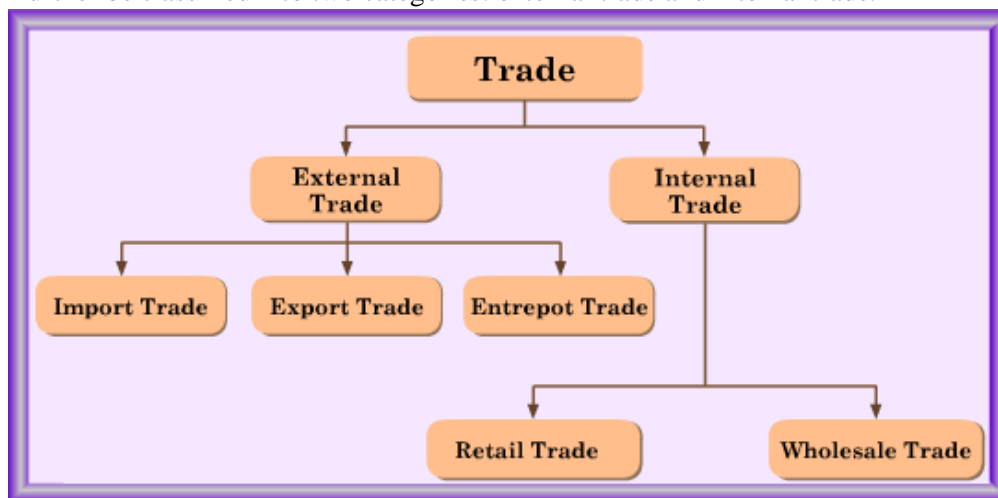 Trade
External
Trade
Internal
Trade
Import Trade
Export Trade
Entrepot Trade
Retail Trade
Wholesale Trade